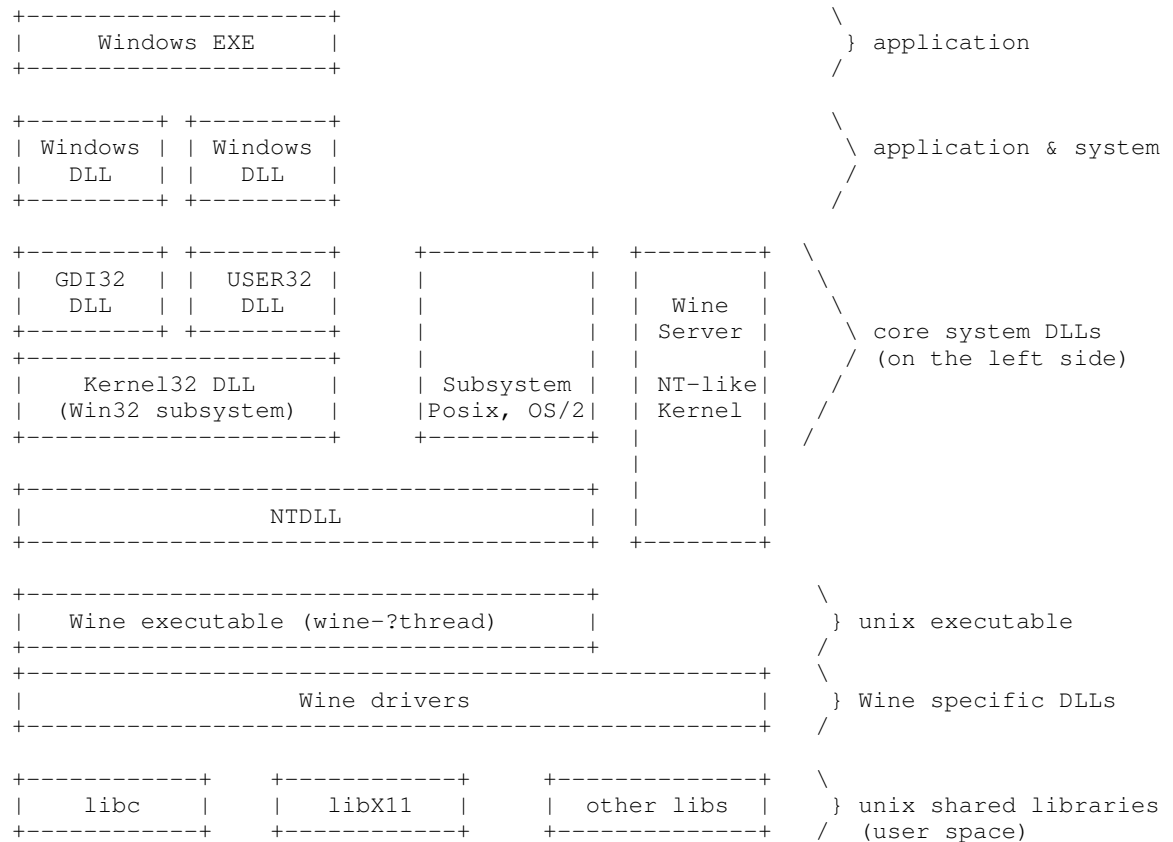 Windows EXE } application
Windows Windows application & system
DLL DLL
GDI32 USER32
DLL DLL Wine
Server core system DLLs
(on the left side)
Kernel32 DLL Subsystem NT-like
(Win32 subsystem) Posix, OS/2 Kernel
NTDLL
Wine executable (wine-?thread) } unix executable
Wine drivers } Wine specific DLLs
libc libX11 other libs } unix shared libraries
(user space)